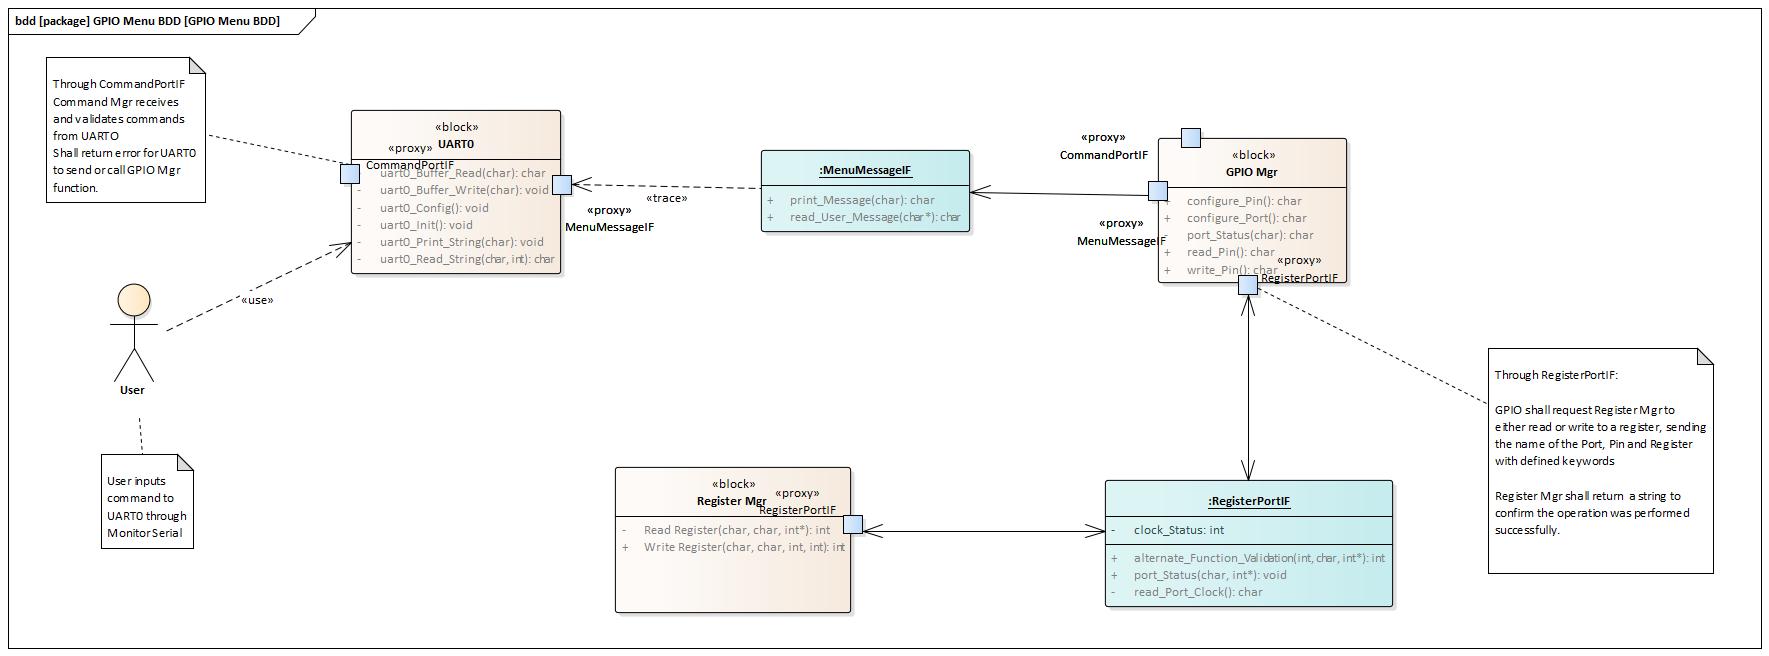 bdd [package] GPIO Menu BDD [GPIO Menu BDD]
Through CommandPortIF
Command Mgr receives
and validates commands
from UART0
Shall return error for UART0
to send or call GPIO Mgr
function.
«block»
UART0
«proxy»
CommandPortIF
- uart0_Buffer_Read(char): char
- uart0_Buffer_Write(char): void
- uart0_Config(): void
- uart0_Init(): void
- uart0_Print_String(char): void
- uart0_Read_String(char, int): char
«proxy»
MenuMessageIF
«trace»
:MenuMessageIF
+ print_Message(char): char
+ read_User_Message(char*): char
«proxy»
CommandPortIF
«block»
GPIO Mgr
«proxy»
MenuMessageIF
+ configure_Pin(): char
+ configure_Port(): char
- port_Status(char): char
+ read_Pin(): char
+ write_Pin(): char
«proxy»
RegisterPortIF
«use»
User
User inputs
command to
UART0 through
MonitorSerial
«block»
Register Mgr
«proxy»
RegisterPortIF
- Read Register(char, char, int*): int
+ Write Register(char, char, int, int): int
:RegisterPortIF
- clock_Status: int
+ alternate_Function_Validation(int, char, int*): int
+ port_Status(char, int*): void
- read_Port_Clock(): char
Through RegisterPortIF:
GPIO shall request Register Mgr to
either read or write to a register, sending
the name of the Port, Pin and Register
with defined keywords
Register Mgr shall return a string to
confirm the operation was performed
successfully.